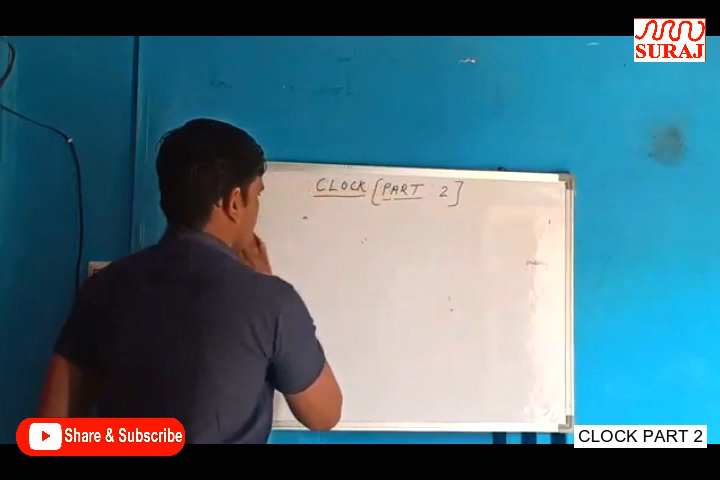 SURAJ
CLOCK [PART 2]
Share & Subscribe
CLOCK PART 2